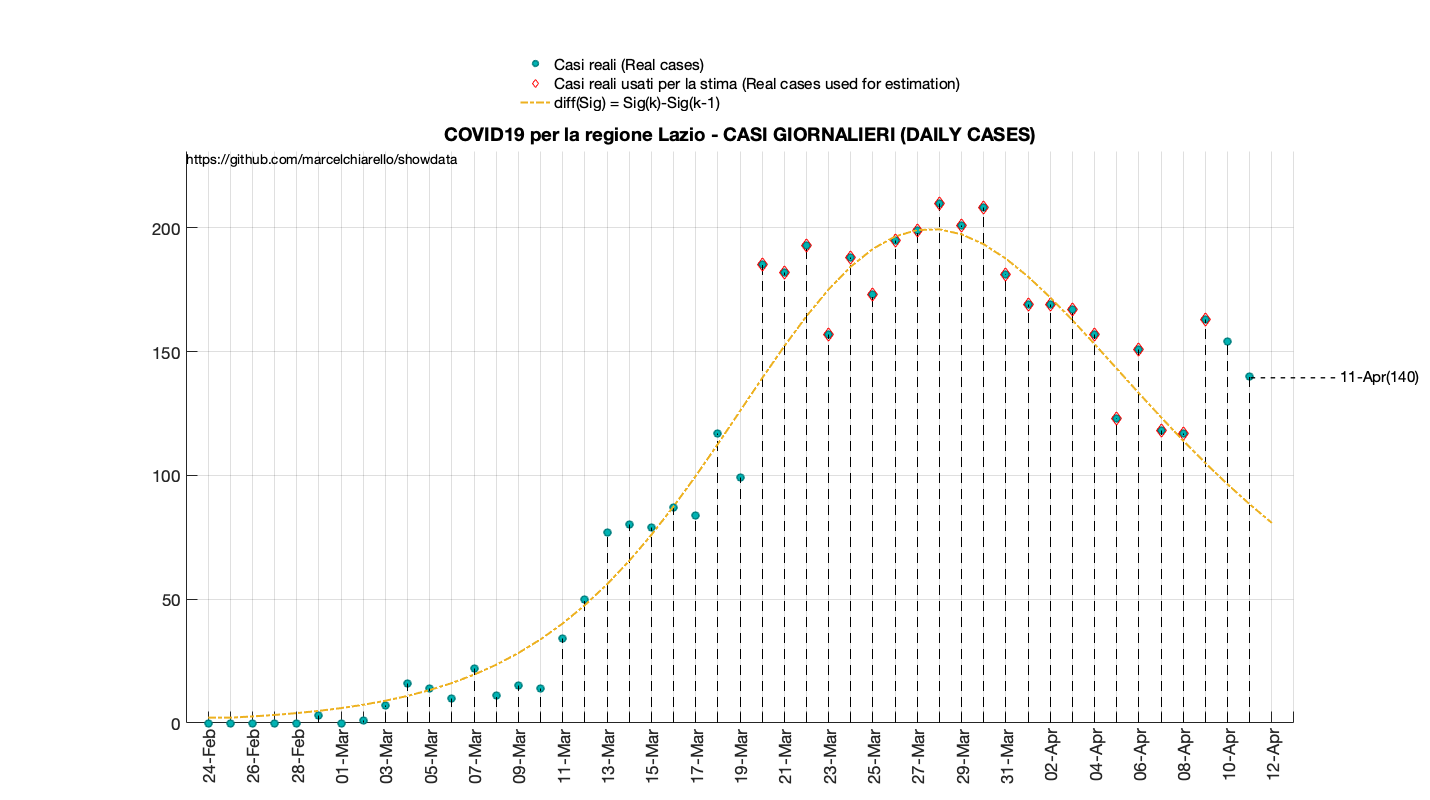 Casi reali (Real cases)
Casi reali usati per la stima (Real cases used for estimation)
diff(Sig) = Sig(k)-Sig(k-1)
COVID19 per la regione Lazio - CASI GIORNALIERI (DAILY CASES)
https://github.com/marcelchiarello/showdata
200
150
100
50
0
11-Apr(140)
24-Feb
26-Feb
28-Feb
01-Mar
03-Mar
05-Mar
07-Mar
09-Mar
11-Mar
13-Mar
15-Mar
17-Mar
19-Mar
21-Mar
23-Mar
25-Mar
27-Mar
29-Mar
31-Mar
02-Apr
04-Apr
06-Apr
08-Apr
10-Apr
12-Apr